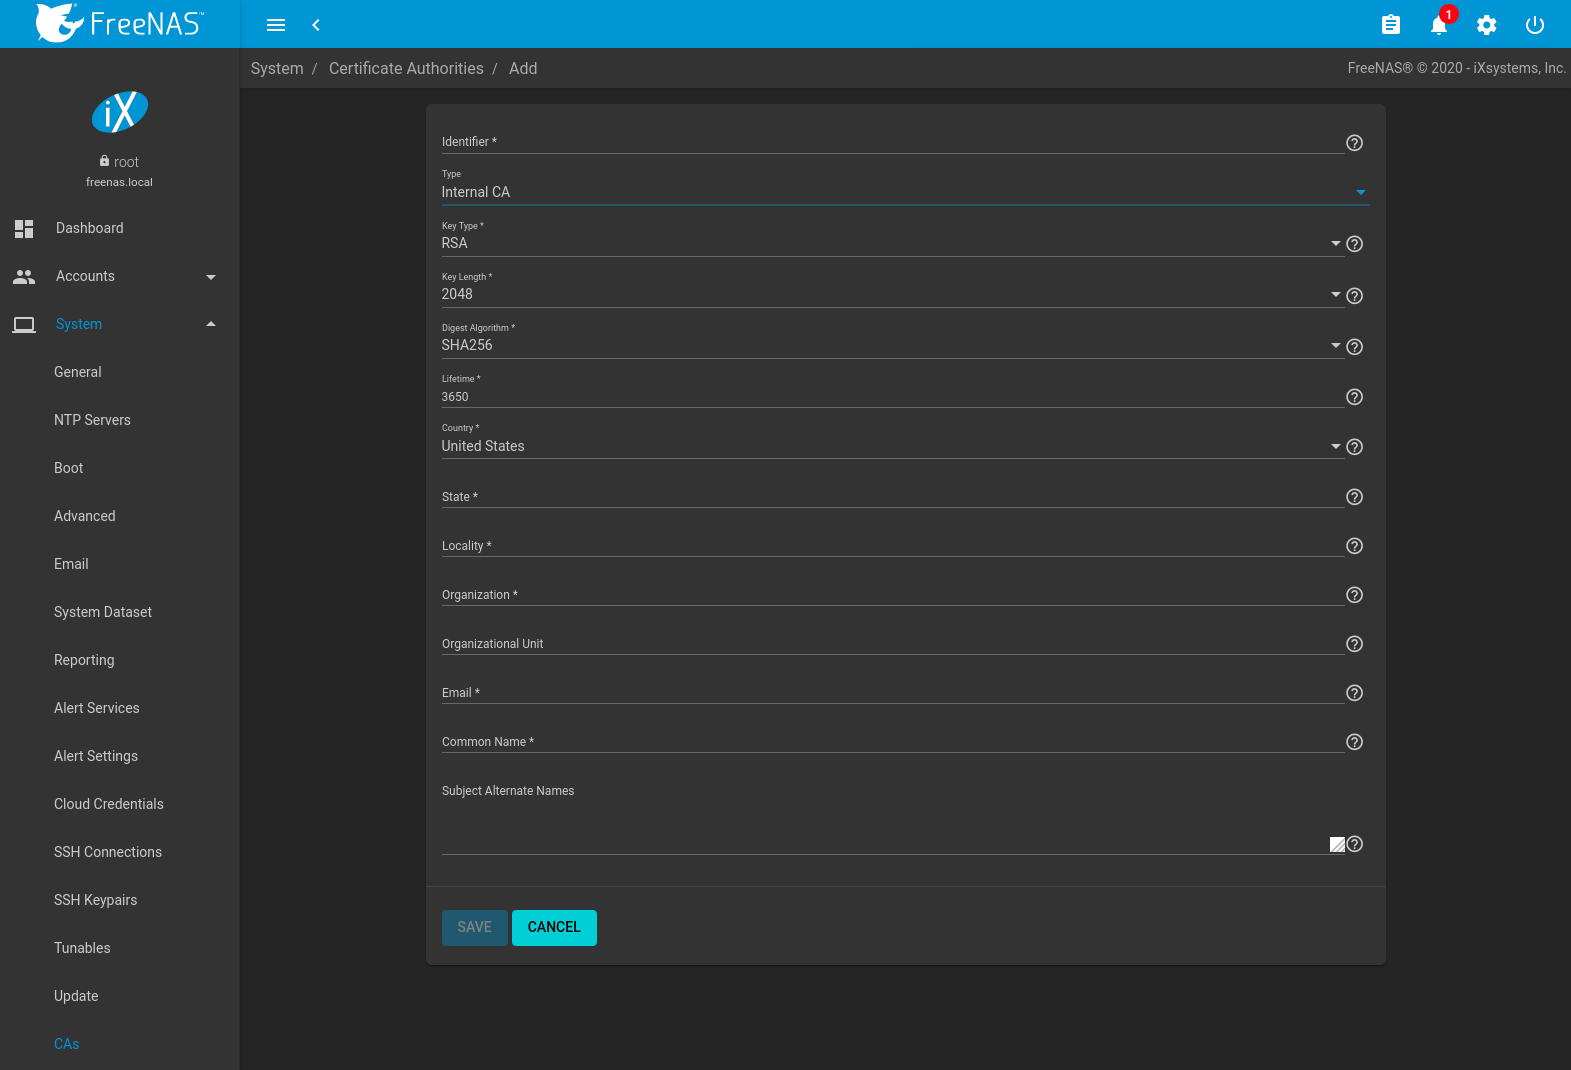 FreeNAS™
1
System / Certificate Authorities / Add
FreeNAS® © 2020 - iXsystems, Inc.
iX
root
freenas.local
Dashboard
Accounts
System
General
NTP Servers
Boot
Advanced
Email
System Dataset
Reporting
Alert Services
Alert Settings
Cloud Credentials
SSH Connections
SSH Keypairs
Tunables
Update
CAs
Identifier *
Type
Internal CA
Key Type *
RSA
Key Length *
2048
Digest Algorithm *
SHA256
Lifetime *
3650
Country *
United States
State *
Locality *
Organization *
Organizational Unit
Email *
Common Name *
Subject Alternate Names
SAVE CANCEL